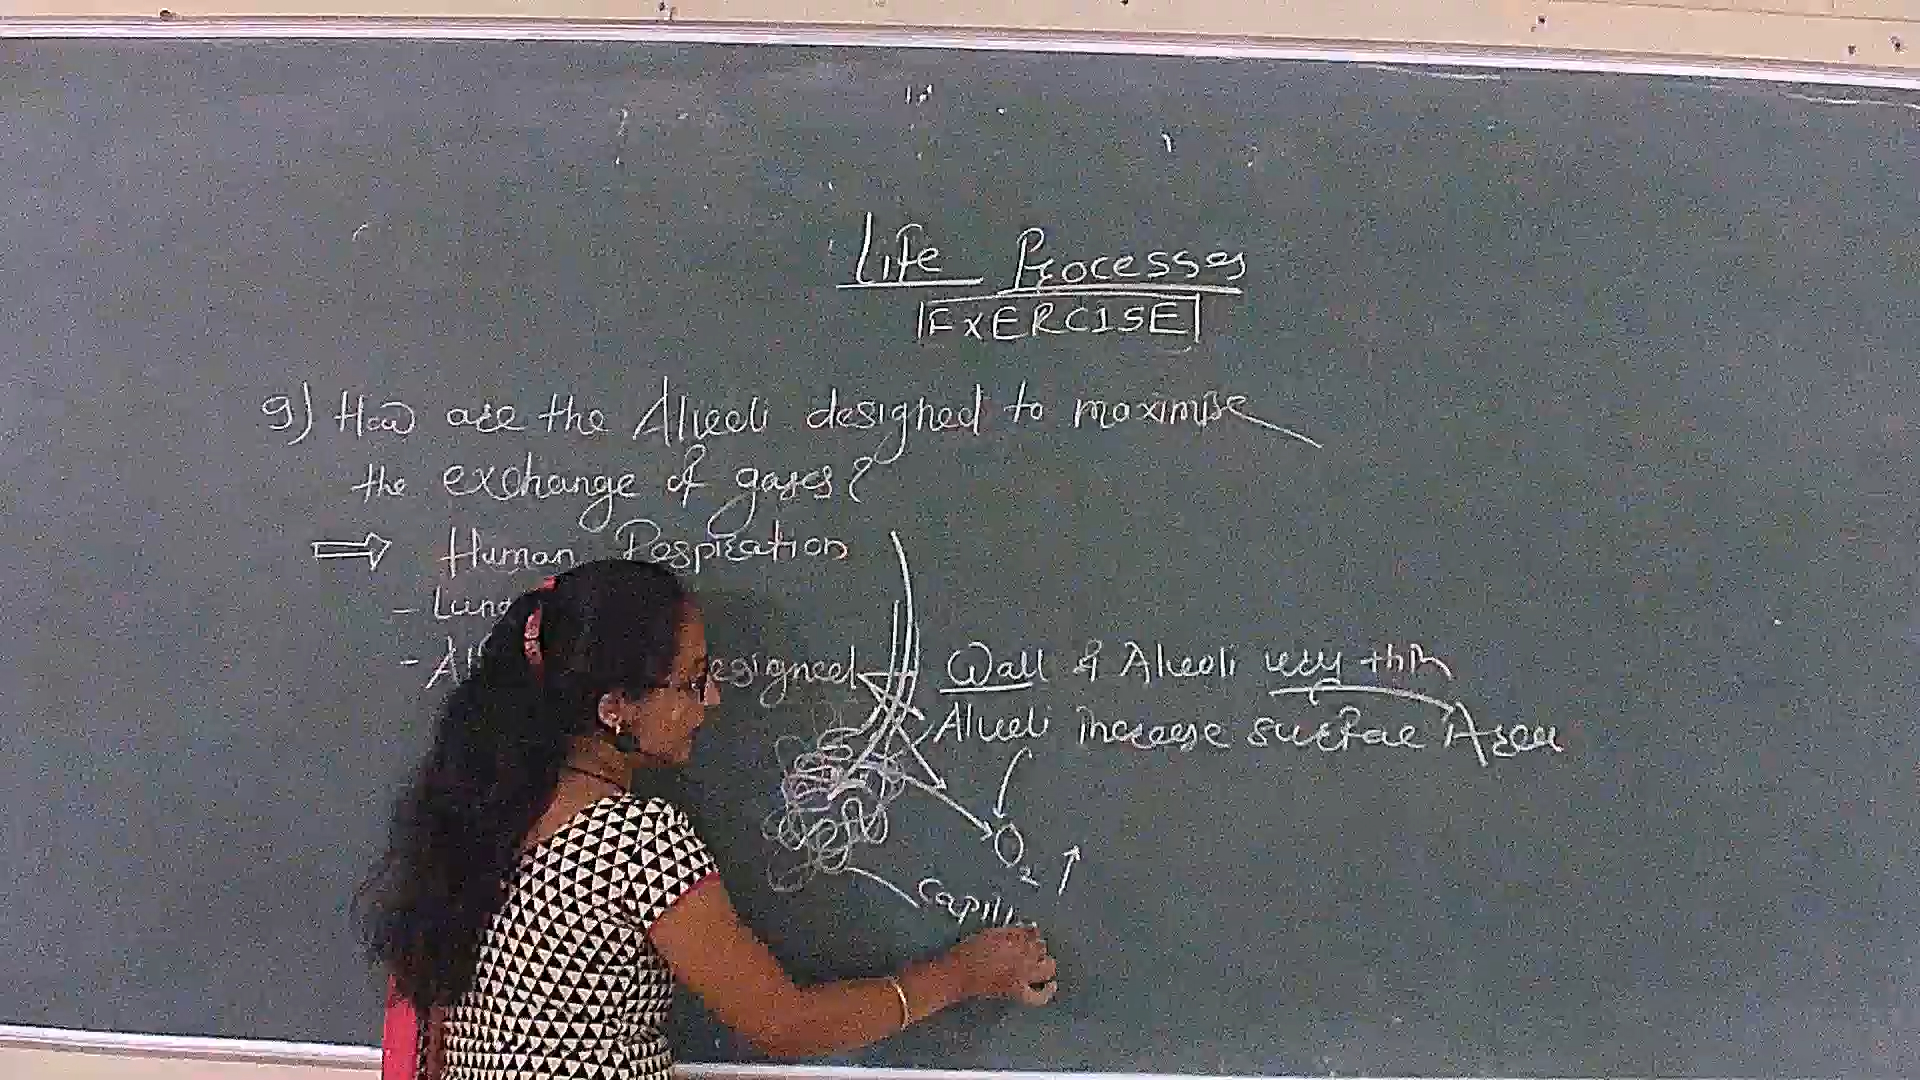 Life Processes
EXERCISE
9) How are the Alveoli designed to maximise
the exchange of gases?
Human Respiration
- Lung
- Al
esigned
Wall of Alveoli very thin
Alveoli increase surface Area
O2
Capill